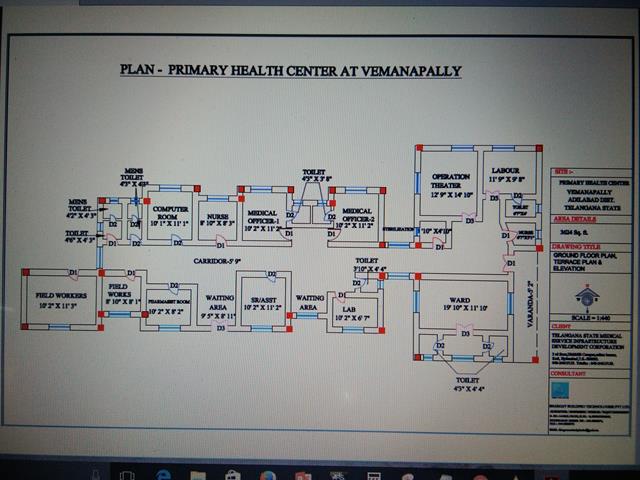 PLAN - PRIMARY HEALTH CENTER AT VEMANAPALLY
MENS
TOILET
4'3" X 4'3"
MENS
TOILET
4'2" X 4' 3"
TOILET
4'6" X 4' 3"
COMPUTER
ROOM
10' 1" X 11' 1"
NURSE
8' 10" X 8' 3"
MEDICAL
OFFICER-1
10' 2" X 11' 2"
TOILET
4'3" X 3' 8"
MEDICAL
OFFICER-2
10' 2" X 11' 2"
STERILISATION
OPERATION
THEATER
12' 9" X 14' 10"
LABOUR
11' 9" X 9' 8"
TOILET
NURSE
CARRIDOR-5' 9"
FIELD WORKERS
10' 2" X 11' 3"
FIELD
WORKS
8' 10" X 8' 1"
PHARMASIST ROOM
10' 2" X 8' 2"
WAITING
AREA
9' 5" X 8' 11"
SR/ASST
10' 2" X 11' 2"
WAITING
AREA
TOILET
3'10" X 4' 4"
LAB
10' 2" X 6' 7"
WARD
19' 10" X 11' 10"
VARANDA-5' 2"
TOILET
4'3" X 4' 4"
D1
D2
D3
SITE :-
PRIMARY HEALTH CENTER
VEMANAPALLY
ADILABAD DIST.
TELANGANA STATE
AREA DETAILS
3624 Sq. ft.
DRAWING TITLE
GROUND FLOOR PLAN,
TERRACE PLAN &
ELEVATION
SCALE = 1:440
CLIENT
TELANGANA STATE MEDICAL
SERVICE INFRASTRUCTURE
DEVELOPMENT CORPORATION
CONSULTANT